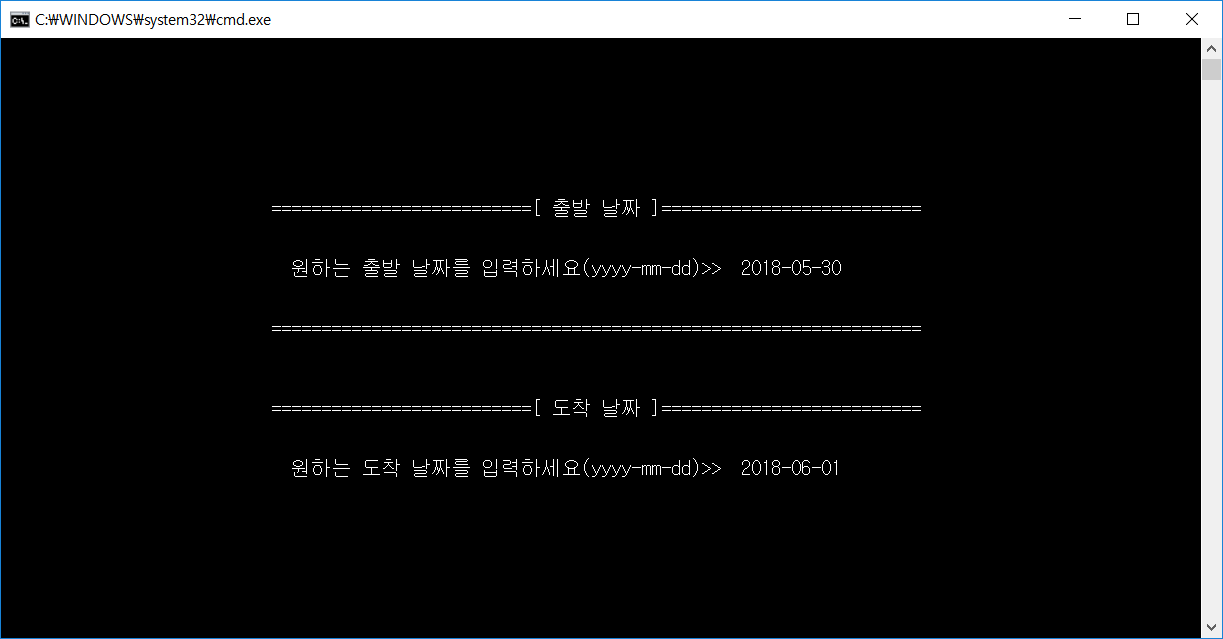 C:₩WINDOWS₩system32₩cmd.exe
==========================[ 출발 날짜 ]==========================
원하는 출발 날짜를 입력하세요(yyyy-mm-dd)>> 2018-05-30
=================================================================
==========================[ 도착 날짜 ]==========================
원하는 도착 날짜를 입력하세요(yyyy-mm-dd)>> 2018-06-01